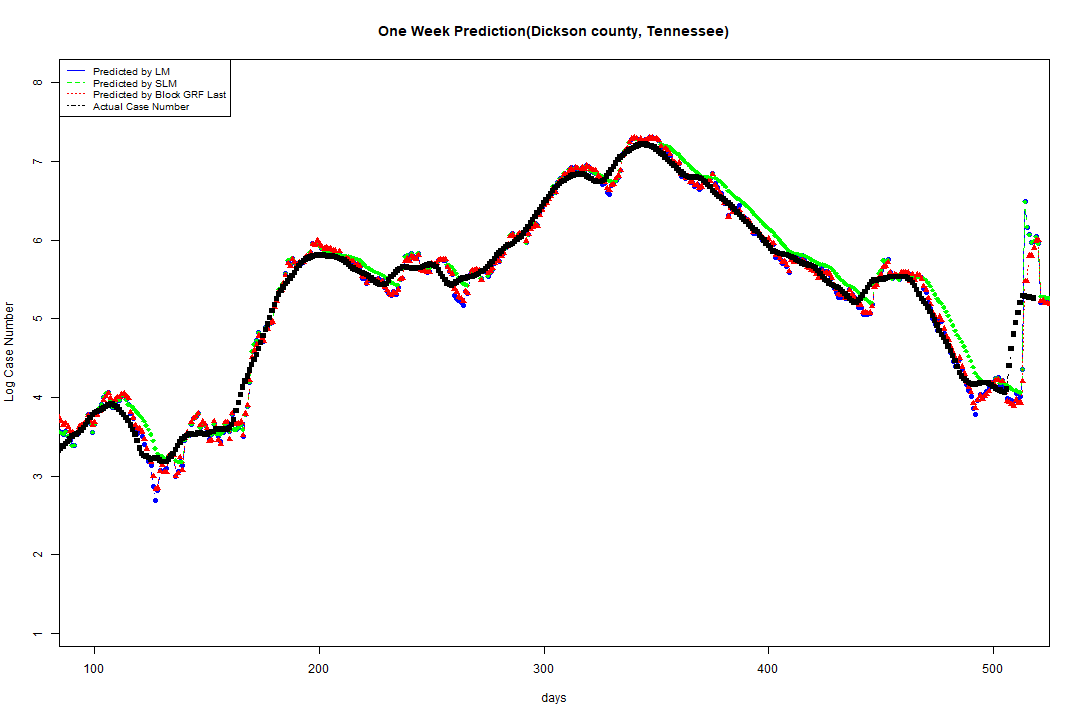 One Week Prediction(Dickson county, Tennessee)
Predicted by LM
Predicted by SLM
Predicted by Block GRF Last
Actual Case Number
Log Case Number
8
7
6
5
4
3
2
1
100 200 300 400 500
days